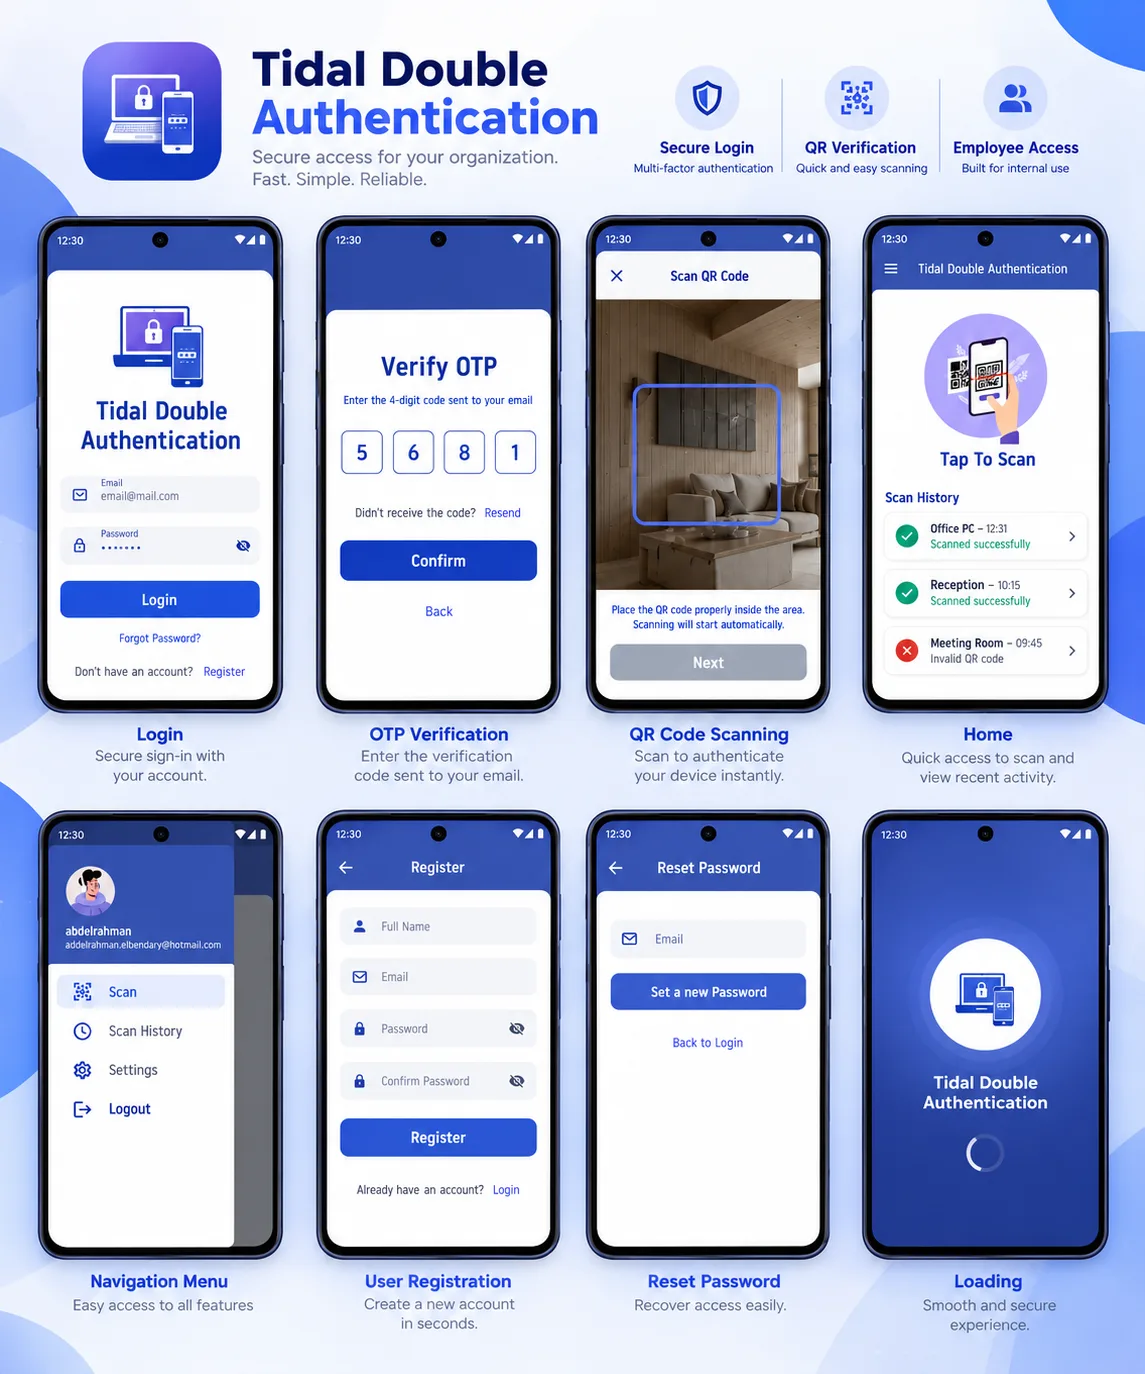 Tidal Double
Authentication
Secure access for your organization.
Fast. Simple. Reliable.
Secure Login
Multi-factor authentication
QR Verification
Quick and easy scanning
Employee Access
Built for internal use
12:30
Tidal Double
Authentication
Email
email@mail.com
Password
Login
Forgot Password?
Don't have an account? Register
Login
Secure sign-in with
your account.
12:30
Verify OTP
Enter the 4-digit code sent to your email
5 6 8 1
Didn't receive the code? Resend
Confirm
Back
OTP Verification
Enter the verification
code sent to your email.
12:30
Scan QR Code
Place the QR code properly inside the area.
Scanning will start automatically.
Next
QR Code Scanning
Scan to authenticate
your device instantly.
12:30
Tidal Double Authentication
Tap To Scan
Scan History
Office PC – 12:31
Scanned successfully
Reception – 10:15
Scanned successfully
Meeting Room – 09:45
Invalid QR code
Home
Quick access to scan and
view recent activity.
12:30
abdelrahman
addelrahman.elbendary@hotmail.com
Scan
Scan History
Settings
Logout
Navigation Menu
Easy access to all features
12:30
Register
Full Name
Email
Password
Confirm Password
Register
Already have an account? Login
User Registration
Create a new account
in seconds.
12:30
Reset Password
Email
Set a new Password
Back to Login
Reset Password
Recover access easily.
12:30
Tidal Double
Authentication
Loading
Smooth and secure
experience.